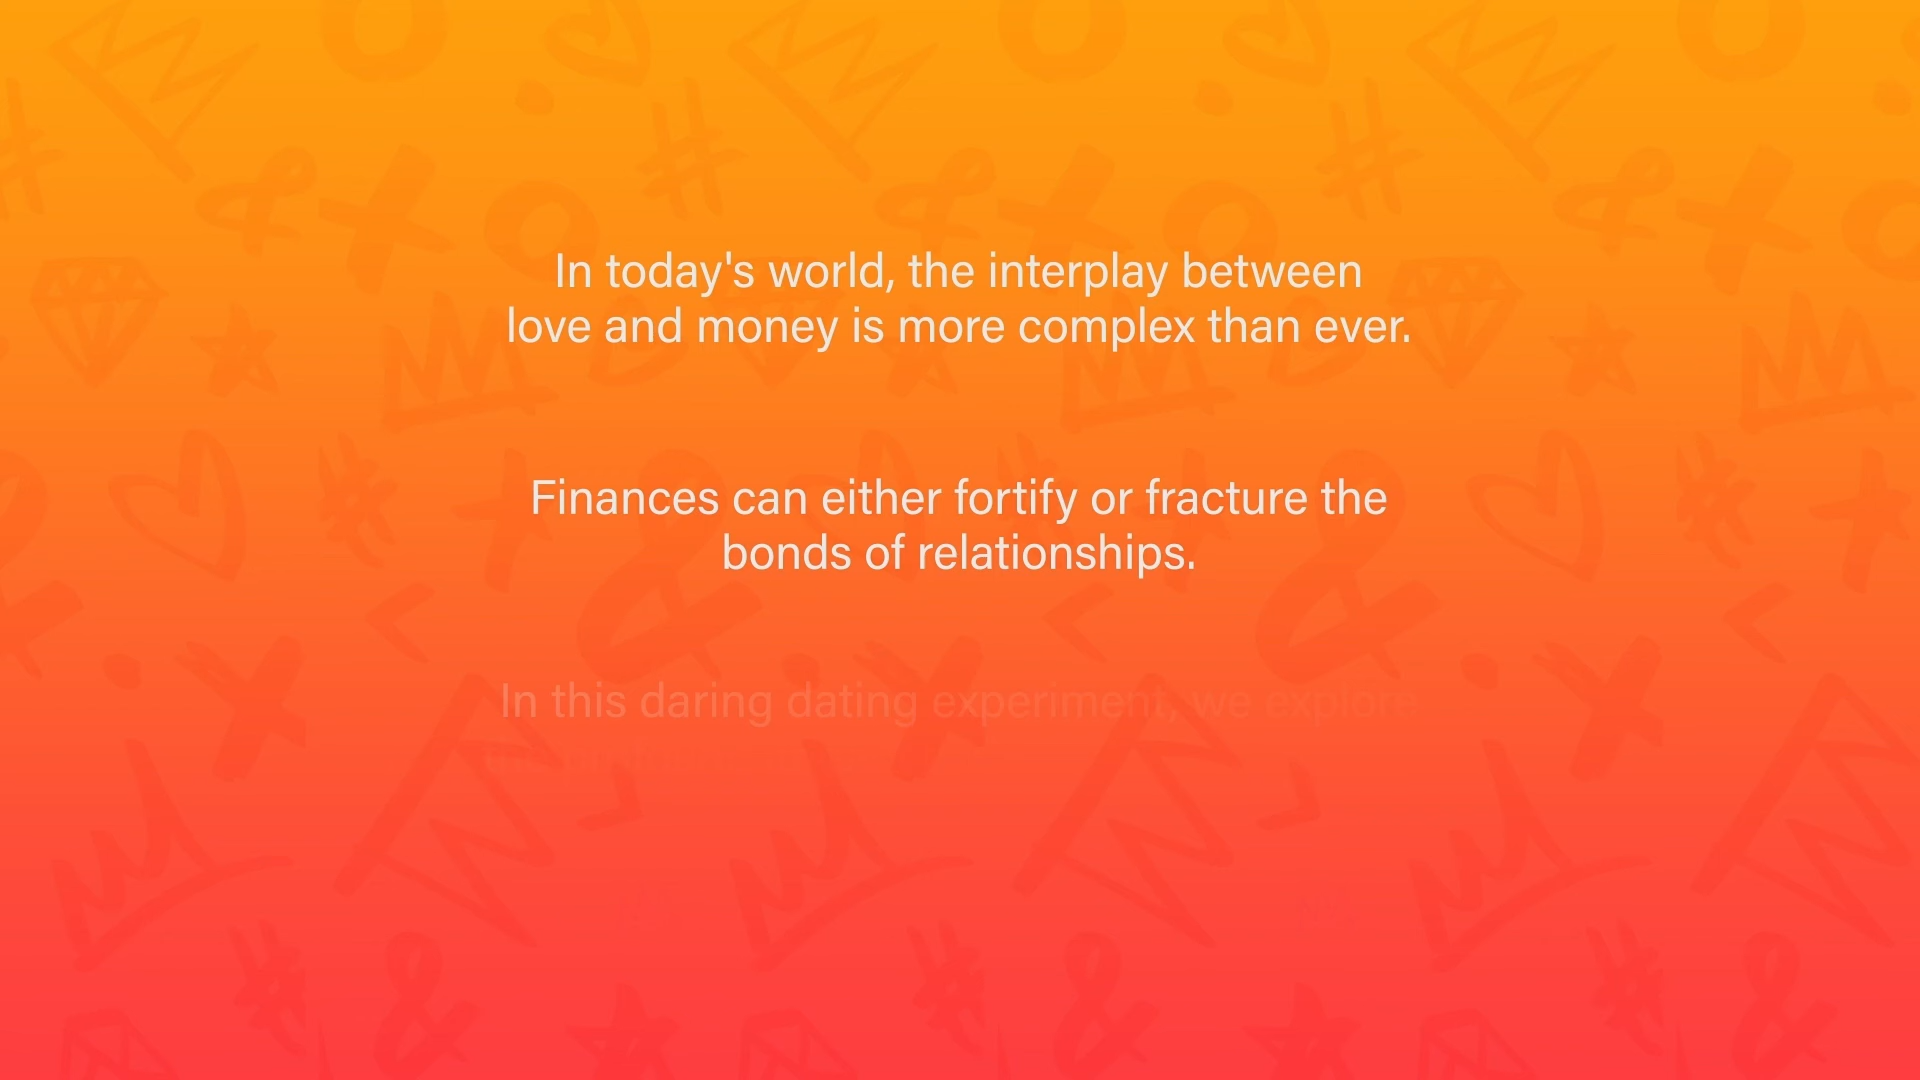 In today's world, the interplay between
love and money is more complex than ever.
Finances can either fortify or fracture the
bonds of relationships.
In this daring dating experiment, we explore